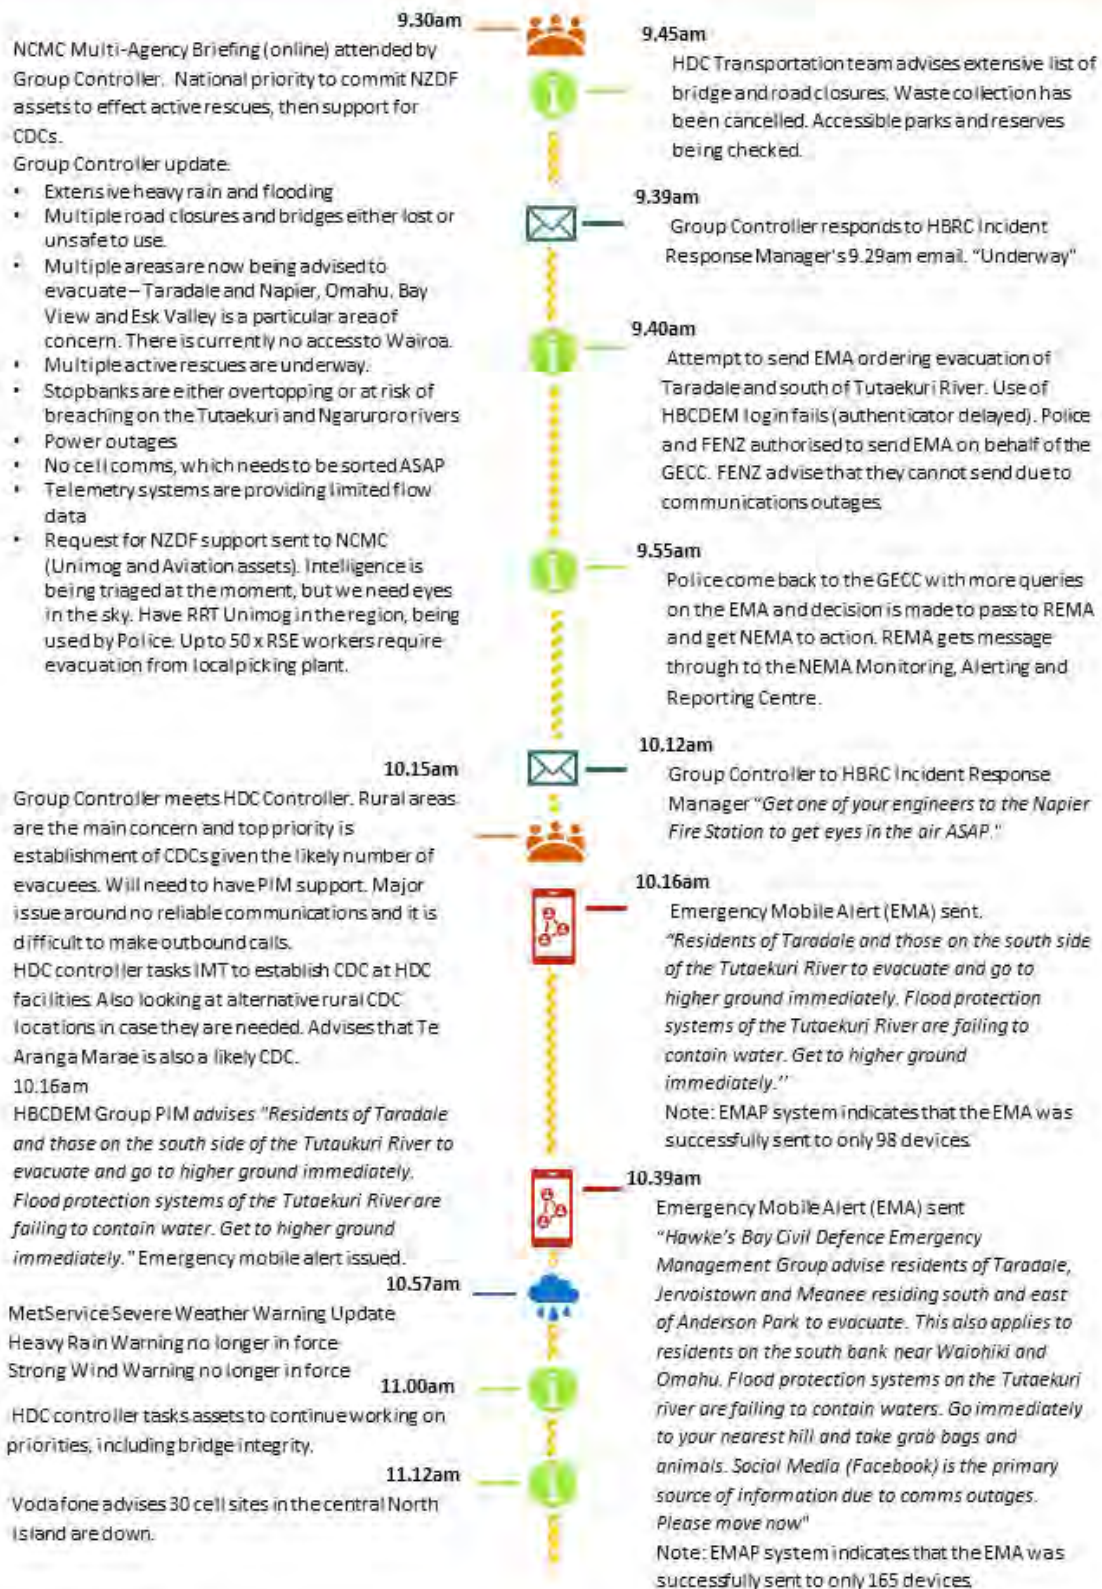 9.30am
NCMC Multi-Agency Briefing (online) attended by
Group Controller. National priority to commit NZDF
assets to effect active rescues, then support for
CDCs.
Group Controller update:
• Extensive heavy rain and flooding
• Multiple road closures and bridges either lost or
unsafe to use.
• Multiple areas are now being advised to
evacuate – Taradale and Napier, Omahu, Bay
View and Esk Valley is a particular area of
concern. There is currently no access to Wairoa.
• Multiple active rescues are underway.
• Stopbanks are either overtopping or at risk of
breaching on the Tutaekuri and Ngaruroro rivers
• Power outages
• No cell comms, which needs to be sorted ASAP
• Telemetry systems are providing limited flow
data
• Request for NZDF support sent to NCMC
(Unimog and Aviation assets). Intelligence is
being triaged at the moment, but we need eyes
in the sky. Have RRT Unimog in the region, being
used by Police. Up to 50 x RSE workers require
evacuation from local picking plant.
9.45am
HDC Transportation team advises extensive list of
bridge and road closures. Waste collection has
been cancelled. Accessible parks and reserves
being checked.
9.39am
Group Controller responds to HBRC Incident
Response Manager's 9.29am email. "Underway"
9.40am
Attempt to send EMA ordering evacuation of
Taradale and south of Tutaekuri River. Use of
HBCDEM login fails (authenticator delayed). Police
and FENZ authorised to send EMA on behalf of the
GECC. FENZ advise that they cannot send due to
communications outages.
9.55am
Police come back to the GECC with more queries
on the EMA and decision is made to pass to REMA
and get NEMA to action. REMA gets message
through to the NEMA Monitoring, Alerting and
Reporting Centre.
10.12am
Group Controller to HBRC Incident Response
Manager "Get one of your engineers to the Napier
Fire Station to get eyes in the air ASAP."
10.15am
Group Controller meets HDC Controller. Rural areas
are the main concern and top priority is
establishment of CDCs given the likely number of
evacuees. Will need to have PIM support. Major
issue around no reliable communications and it is
difficult to make outbound calls.
HDC controller tasks IMT to establish CDC at HDC
facilities. Also looking at alternative rural CDC
locations in case they are needed. Advises that Te
Aranga Marae is also a likely CDC.
10.16am
HBCDEM Group PIM advises "Residents of Taradale
and those on the south side of the Tutaukuri River to
evacuate and go to higher ground immediately.
Flood protection systems of the Tutaekuri River are
failing to contain water. Get to higher ground
immediately." Emergency mobile alert issued.
10.16am
Emergency Mobile Alert (EMA) sent.
"Residents of Taradale and those on the south side
of the Tutaekuri River to evacuate and go to
higher ground immediately. Flood protection
systems of the Tutaekuri River are failing to
contain water. Get to higher ground
immediately.''
Note: EMAP system indicates that the EMA was
successfully sent to only 98 devices.
10.39am
Emergency Mobile Alert (EMA) sent
"Hawke's Bay Civil Defence Emergency
Management Group advise residents of Taradale,
Jervoistown and Meanee residing south and east
of Anderson Park to evacuate. This also applies to
residents on the south bank near Waiohiki and
Omahu. Flood protection systems on the Tutaekuri
river are failing to contain waters. Go immediately
to your nearest hill and take grab bags and
animals. Social Media (Facebook) is the primary
source of information due to comms outages.
Please move now"
Note: EMAP system indicates that the EMA was
successfully sent to only 165 devices.
10.57am
MetService Severe Weather Warning Update
Heavy Rain Warning no longer in force
Strong Wind Warning no longer in force
11.00am
HDC controller tasks assets to continue working on
priorities, including bridge integrity.
11.12am
Vodafone advises 30 cell sites in the central North
Island are down.